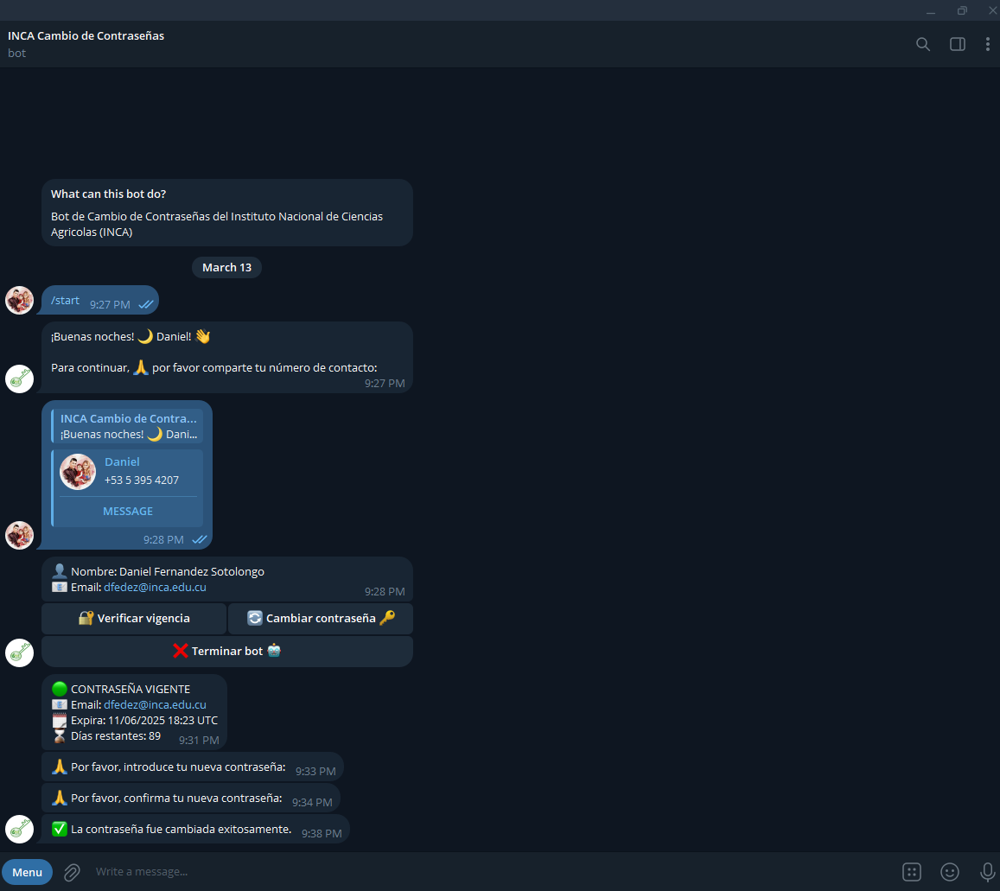 INCA Cambio de Contraseñas
bot
What can this bot do?
Bot de Cambio de Contraseñas del Instituto Nacional de Ciencias
Agricolas (INCA)
March 13
/start 9:27 PM
¡Buenas noches! 🌙 Daniel! 👋
Para continuar, 🙏 por favor comparte tu número de contacto:
9:27 PM
INCA Cambio de Contra...
¡Buenas noches! 🌙 Dani...
Daniel
+53 5 395 4207
MESSAGE
9:28 PM
👤 Nombre: Daniel Fernandez Sotolongo
📧 Email: dfedez@inca.edu.cu
9:28 PM
🔐 Verificar vigencia
🔄 Cambiar contraseña 🔑
❌ Terminar bot 🤖
🟢 CONTRASEÑA VIGENTE
📧 Email: dfedez@inca.edu.cu
🗓 Expira: 11/06/2025 18:23 UTC
⏳ Días restantes: 89 9:31 PM
🙏 Por favor, introduce tu nueva contraseña: 9:33 PM
🙏 Por favor, confirma tu nueva contraseña: 9:34 PM
✅ La contraseña fue cambiada exitosamente. 9:38 PM
Menu
Write a message...